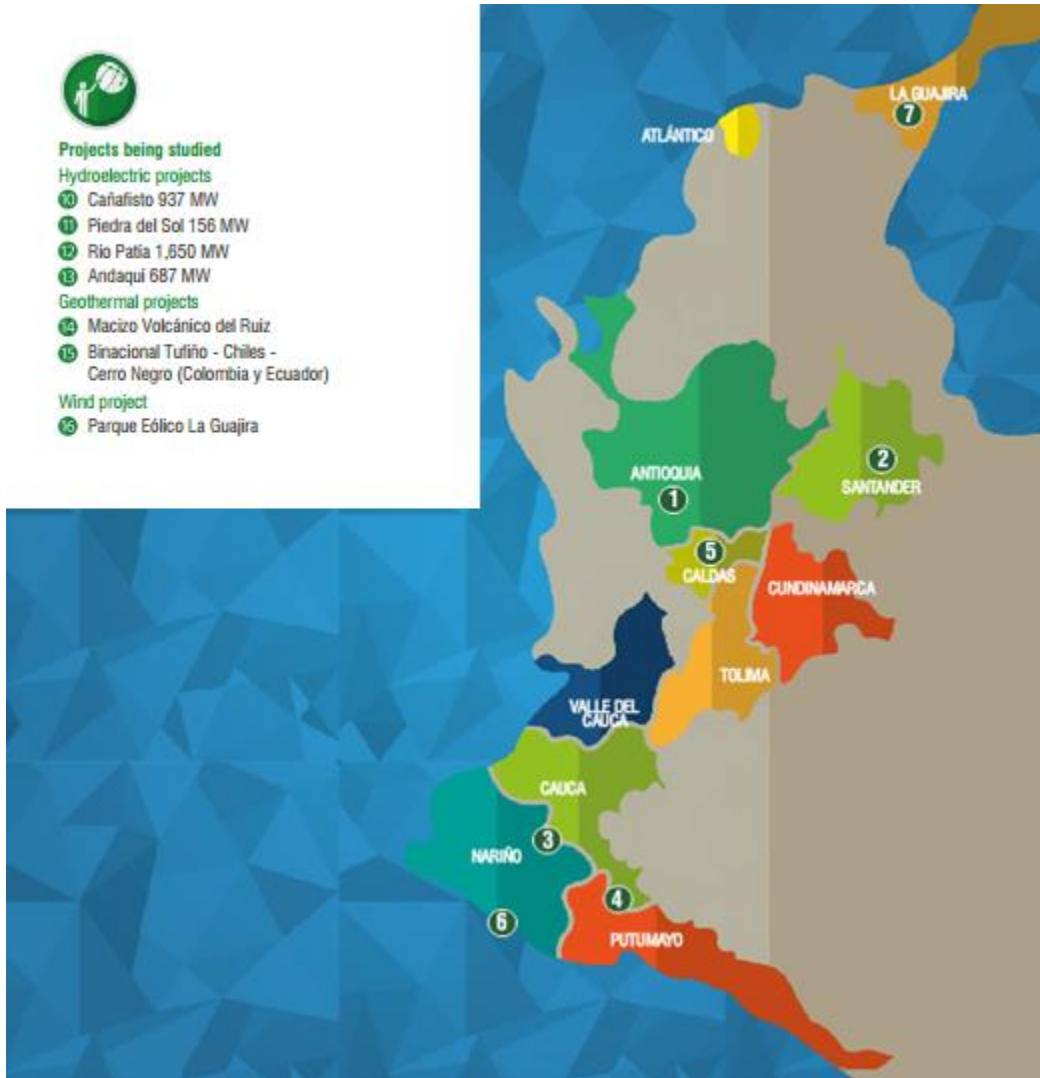 Projects being studied
Hydroelectric projects
10 Cañafisto 937 MW
11 Piedra del Sol 156 MW
12 Rio Patía 1,650 MW
13 Andaquí 687 MW
Geothermal projects
14 Macizo Volcánico del Ruiz
15 Binacional Tufiño - Chiles -
Cerro Negro (Colombia y Ecuador)
Wind project
16 Parque Eólico La Guajira
LA GUAJIRA
7
ATLÁNTICO
ANTIOQUIA
1
2
SANTANDER
5
CALDAS
CUNDINAMARCA
TOLIMA
VALLE DEL
CAUCA
CAUCA
3
NARIÑO
4
6
PUTUMAYO